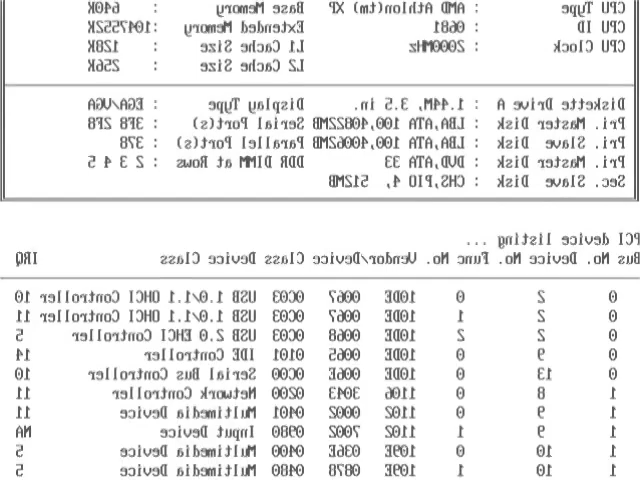 CPU Type : AMD Athlon(tm) XP Base Memory : 640K
CPU ID : 0681 Extended Memory :1047552K
CPU Clock : 2000MHz L1 Cache Size : 128K
L2 Cache Size : 256K
Diskette Drive A : 1.44M, 3.5 in. Display Type : EGA/VGA
Pri. Master Disk : LBA,ATA 100,40822MB Serial Port(s) : 3F8 2F8
Pri. Slave Disk : LBA,ATA 100,40062MB Parallel Port(s) : 378
Pri. Master Disk : DVD,ATA 33 DDR DIMM at Rows : 2 3 4 5
Sec. Slave Disk : CHS,PIO 4, 512MB
PCI device listing ...
Bus No. Device No. Func No. Vendor/Device Class Device Class IRQ
0 2 0 10DE 0067 0C03 USB 1.0/1.1 OHCI Controller 10
0 2 1 10DE 0067 0C03 USB 1.0/1.1 OHCI Controller 11
0 2 2 10DE 0068 0C03 USB 2.0 EHCI Controller 5
0 9 0 10DE 0065 0101 IDE Controller 14
0 13 0 10DE 006E 0C00 Serial Bus Controller 10
1 8 0 1106 3043 0200 Network Controller 11
1 9 0 1102 0002 0401 Multimedia Device 11
1 9 1 1102 7002 0980 Input Device NA
1 10 0 109E 036E 0400 Multimedia Device 5
1 10 1 109E 0878 0480 Multimedia Device 5